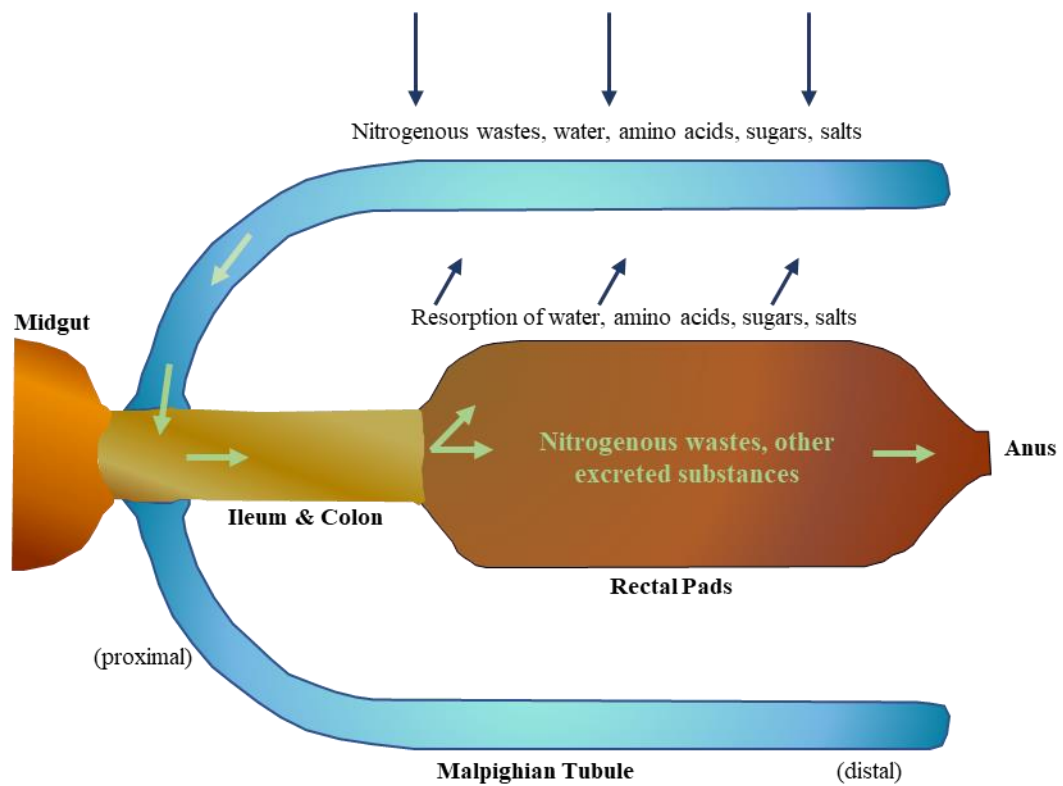 Nitrogenous wastes, water, amino acids, sugars, salts
Midgut
Resorption of water, amino acids, sugars, salts
Nitrogenous wastes, other
excreted substances
Anus
Ileum & Colon
Rectal Pads
(proximal)
Malpighian Tubule
(distal)